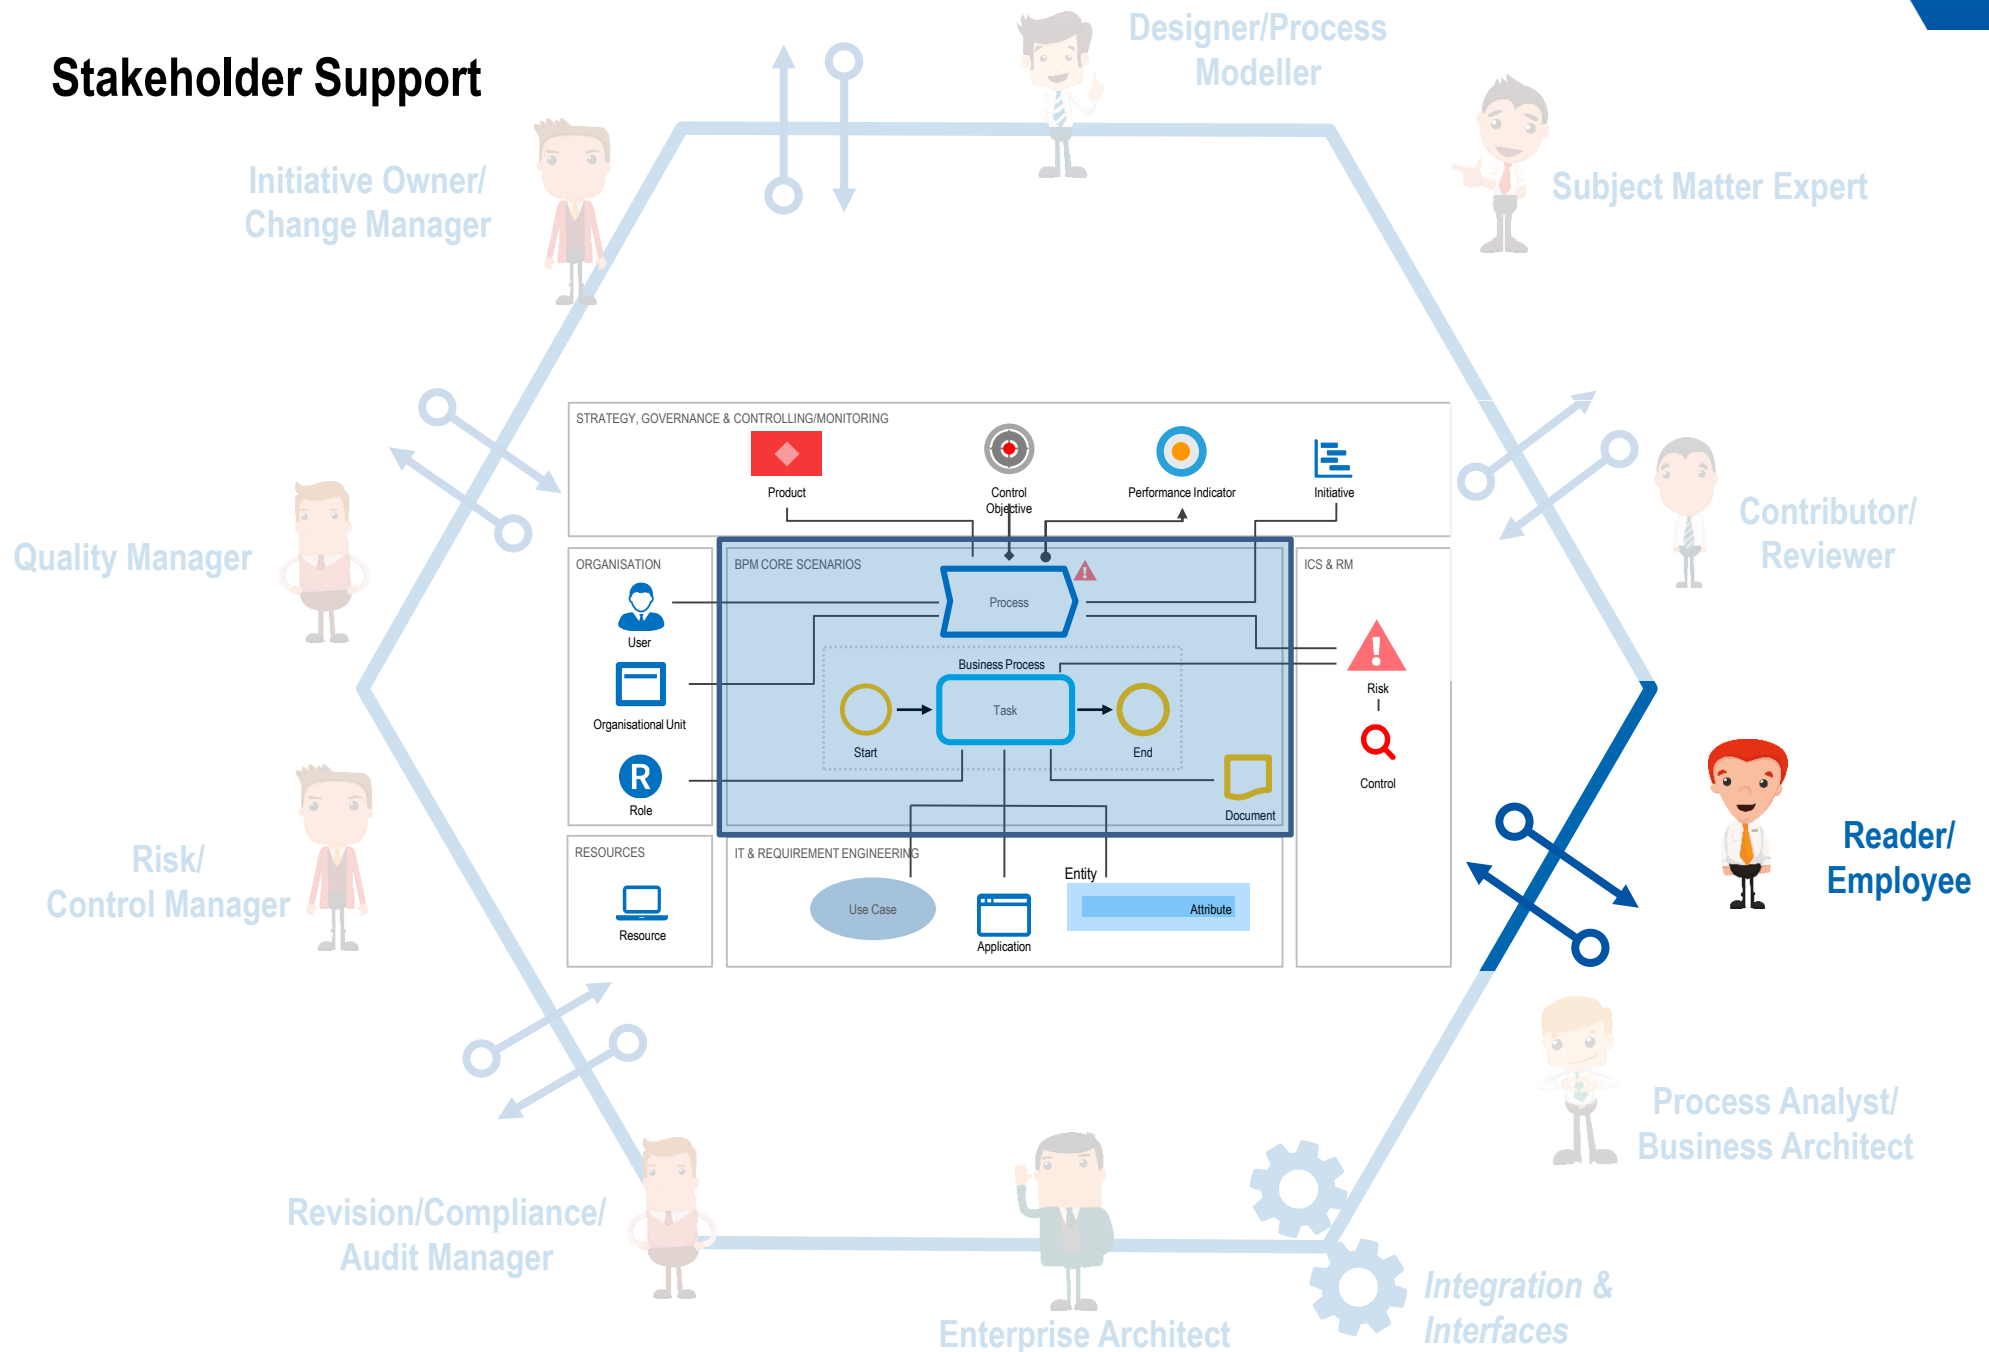 Stakeholder Support
Designer/Process
Modeller
Subject Matter Expert
Initiative Owner/
Change Manager
Contributor/
Reviewer
Quality Manager
Reader/
Employee
Risk/
Control Manager
Process Analyst/
Business Architect
Revision/Compliance/
Audit Manager
Enterprise Architect
Integration &
Interfaces
STRATEGY, GOVERNANCE & CONTROLLING/MONITORING
Product
Control
Objective
Performance Indicator
Initiative
ORGANISATION
User
Organisational Unit
R
Role
BPM CORE SCENARIOS
Process
Business Process
Start
Task
End
Document
ICS & RM
Risk
Control
RESOURCES
Resource
IT & REQUIREMENT ENGINEERING
Use Case
Application
Entity
Attribute